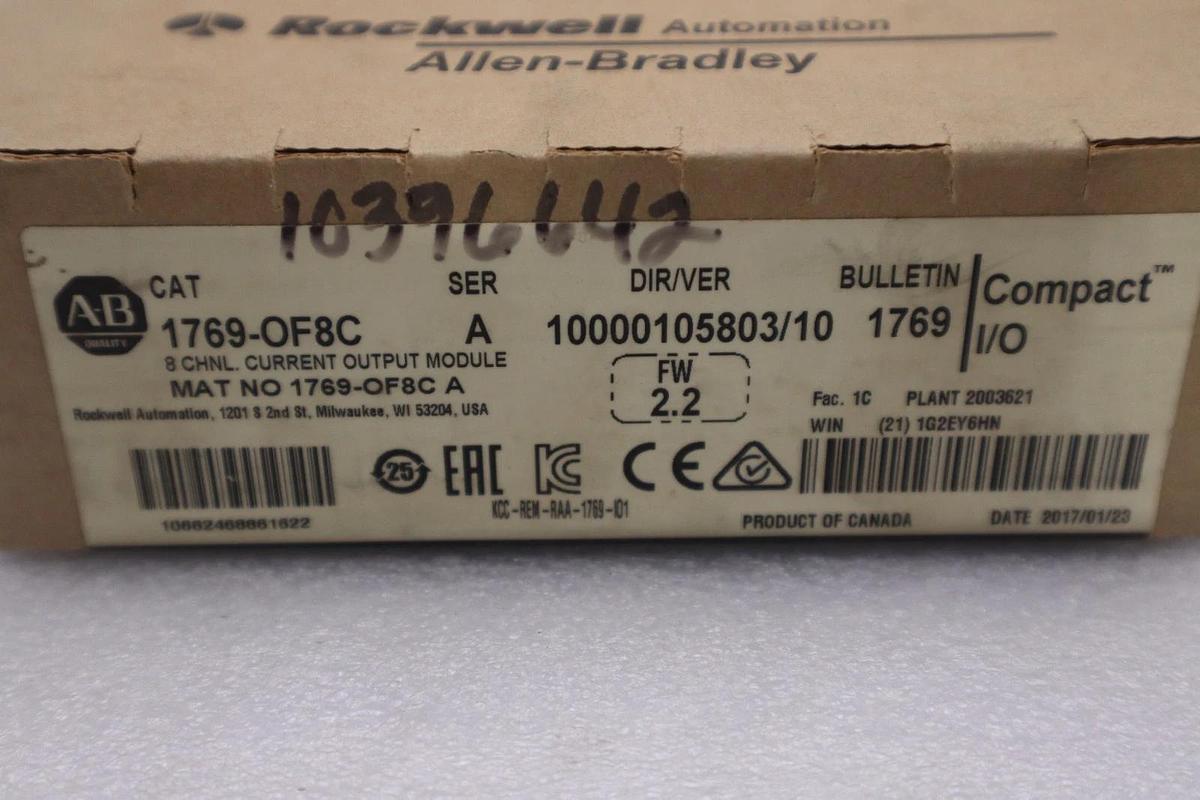 Rockwell Automation
Allen-Bradley
10396642
A-B
QUALITY
CAT SER DIR/VER BULLETIN
1769-OF8C A 10000105803/10 1769
Compact™
I/O
8 CHNL. CURRENT OUTPUT MODULE
MAT NO 1769-OF8C A
Rockwell Automation, 1201 S 2nd St, Milwaukee, WI 53204, USA
FW
2.2
Fac. 1C PLANT 2003621
WIN (21) 1G2EY6HN
25 EAC KC CE
KCC-REM-RAA-1769-IO1
10662468861622
PRODUCT OF CANADA DATE 2017/01/23